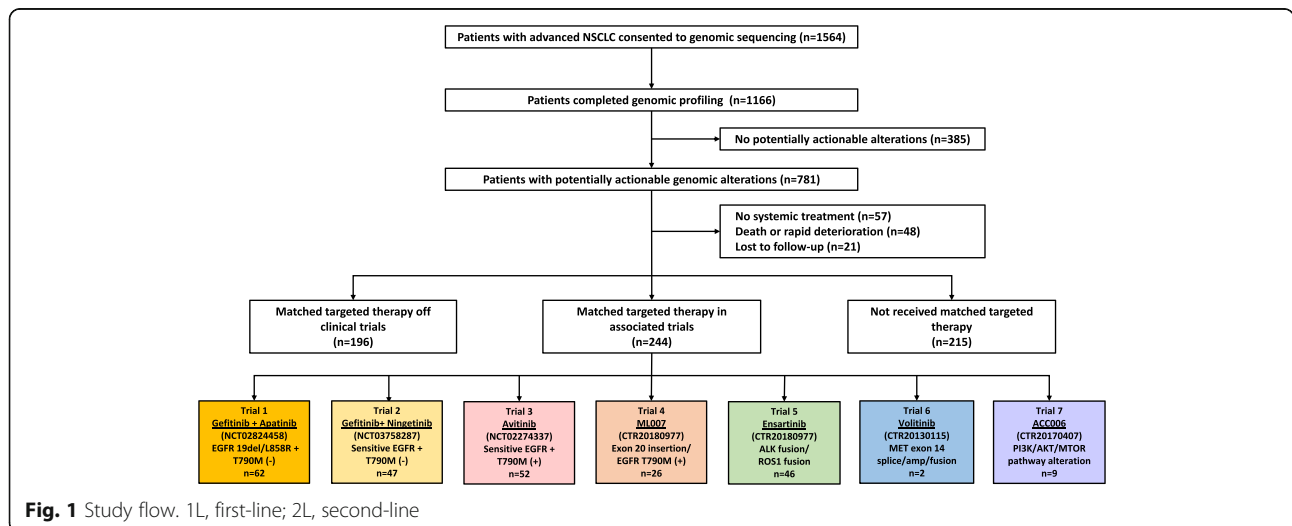 Patients with advanced NSCLC consented to genomic sequencing (n=1564)
Patients completed genomic profiling (n=1166)
No potentially actionable alterations (n=385)
Patients with potentially actionable genomic alterations (n=781)
No systemic treatment (n=57)
Death or rapid deterioration (n=48)
Lost to follow-up (n=21)
Matched targeted therapy off
clinical trials
(n=196)
Matched targeted therapy in
associated trials
(n=244)
Not received matched targeted
therapy
(n=215)
Trial 1
Gefitinib + Apatinib
(NCT02824458)
EGFR 19del/L858R +
T790M (-)
n=62
Trial 2
Gefitinib+ Ningetinib
(NCT03758287)
Sensitive EGFR +
T790M (-)
n=47
Trial 3
Avitinib
(NCT02274337)
Sensitive EGFR +
T790M (+)
n=52
Trial 4
ML007
(CTR20180977)
Exon 20 insertion/
EGFR T790M (+)
n=26
Trial 5
Ensartinib
(CTR20180977)
ALK fusion/
ROS1 fusion
n=46
Trial 6
Volitinib
(CTR20130115)
MET exon 14
splice/amp/fusion
n=2
Trial 7
ACC006
(CTR20170407)
PI3K/AKT/MTOR
pathway alteration
n=9
Fig. 1 Study flow. 1L, first-line; 2L, second-line